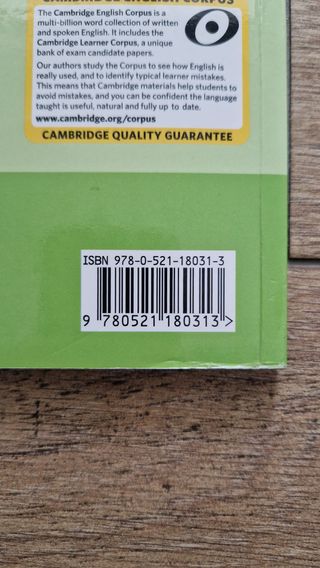 CAMBRIDGE ENGLISH CORPUS
The Cambridge English Corpus is a
multi-billion word collection of written
and spoken English. It includes the
Cambridge Learner Corpus, a unique
bank of exam candidate papers.
Our authors study the Corpus to see how English is
really used, and to identify typical learner mistakes.
This means that Cambridge materials help students to
avoid mistakes, and you can be confident the language
taught is useful, natural and fully up to date.
www.cambridge.org/corpus
CAMBRIDGE QUALITY GUARANTEE
ISBN 978-0-521-18031-3
9 780521 180313 >